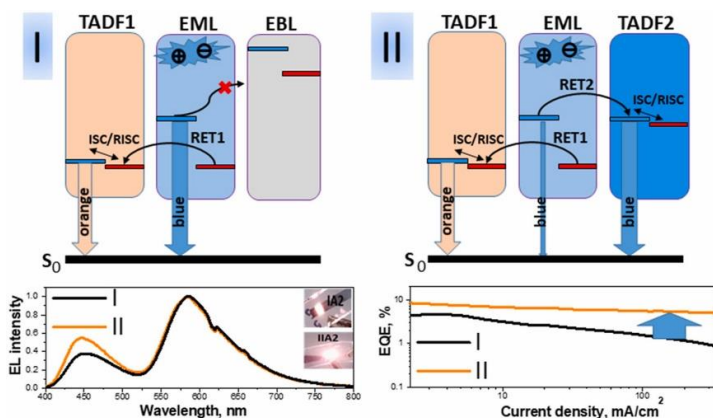 I
TADF1 EML EBL
ISC/RISC
RET1
orange
blue
S0
II
TADF1 EML TADF2
RET2
ISC/RISC
ISC/RISC
RET1
orange
blue
blue
EL intensity
1.0
0.8
0.6
0.4
0.2
0.0
I
II
IA2
IIA2
400 450 500 550 600 650 700 750 800
Wavelength, nm
EQE, %
10
1
0.1
I
II
10 100
Current density, mA/cm2